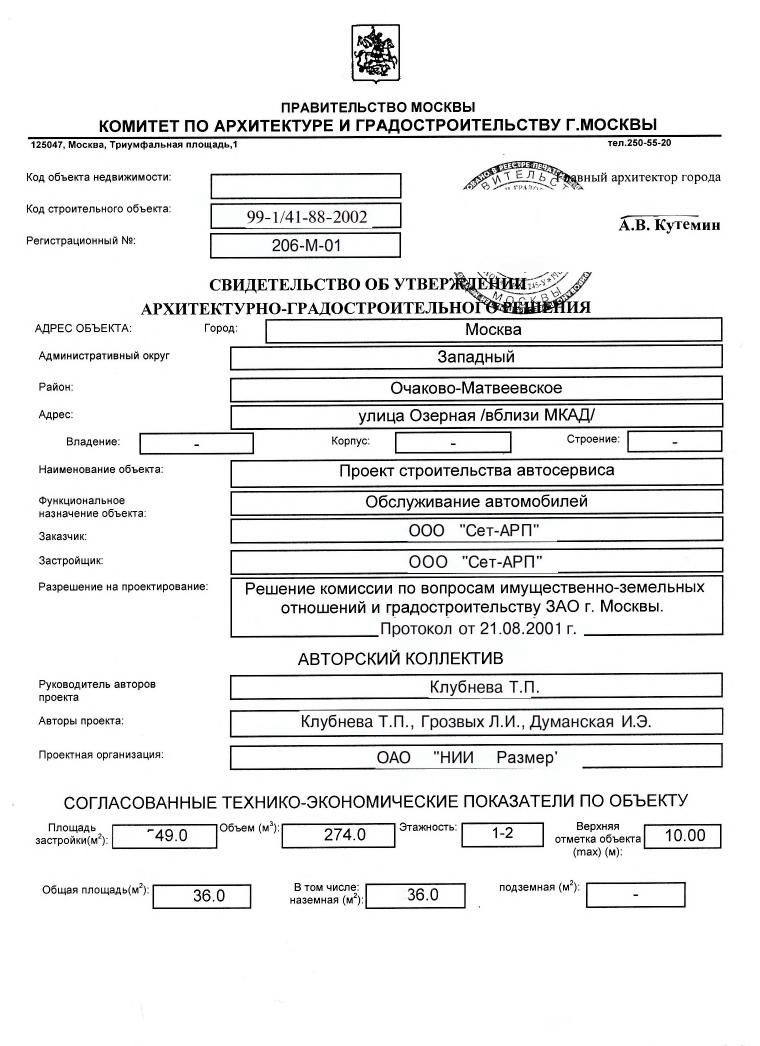 ПРАВИТЕЛЬСТВО МОСКВЫ
КОМИТЕТ ПО АРХИТЕКТУРЕ И ГРАДОСТРОИТЕЛЬСТВУ Г.МОСКВЫ
125047, Москва, Триумфальная площадь,1 тел.250-55-20
Код объекта недвижимости:
Главный архитектор города
Код строительного объекта: 99-1/41-88-2002
А.В. Кутемин
Регистрационный №: 206-М-01
СВИДЕТЕЛЬСТВО ОБ УТВЕРЖДЕНИИ
АРХИТЕКТУРНО-ГРАДОСТРОИТЕЛЬНОГО РЕШЕНИЯ
АДРЕС ОБЪЕКТА: Город: Москва
Административный округ Западный
Район: Очаково-Матвеевское
Адрес: улица Озерная /вблизи МКАД/
Владение: - Корпус: - Строение: -
Наименование объекта: Проект строительства автосервиса
Функциональное
назначение объекта: Обслуживание автомобилей
Заказчик: ООО "Сет-АРП"
Застройщик: ООО "Сет-АРП"
Разрешение на проектирование: Решение комиссии по вопросам имущественно-земельных
отношений и градостроительству ЗАО г. Москвы.
Протокол от 21.08.2001 г.
АВТОРСКИЙ КОЛЛЕКТИВ
Руководитель авторов
проекта Клубнева Т.П.
Авторы проекта: Клубнева Т.П., Грозвых Л.И., Думанская И.Э.
Проектная организация: ОАО "НИИ Размер'
СОГЛАСОВАННЫЕ ТЕХНИКО-ЭКОНОМИЧЕСКИЕ ПОКАЗАТЕЛИ ПО ОБЪЕКТУ
Площадь
застройки(м²): 49.0 Объем (м³): 274.0 Этажность: 1-2 Верхняя
отметка объекта
(max) (м): 10.00
Общая площадь(м²): 36.0 В том числе:
наземная (м²): 36.0 подземная (м²): -